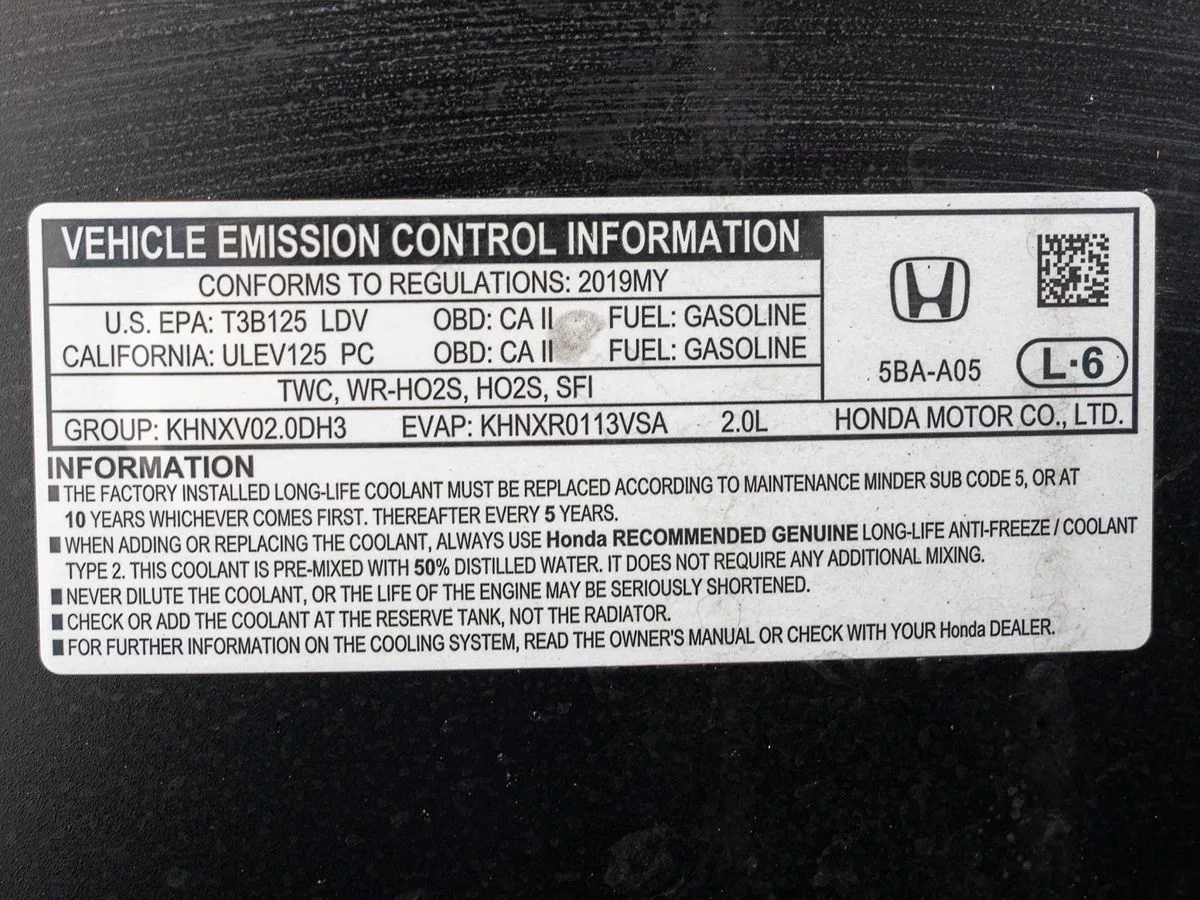 VEHICLE EMISSION CONTROL INFORMATION
CONFORMS TO REGULATIONS: 2019MY
U.S. EPA: T3B125 LDV OBD: CA II FUEL: GASOLINE
CALIFORNIA: ULEV125 PC OBD: CA II FUEL: GASOLINE
TWC, WR-HO2S, HO2S, SFI
5BA-A05 L·6
GROUP: KHNXV02.0DH3 EVAP: KHNXR0113VSA 2.0L HONDA MOTOR CO., LTD.
INFORMATION
■ THE FACTORY INSTALLED LONG-LIFE COOLANT MUST BE REPLACED ACCORDING TO MAINTENANCE MINDER SUB CODE 5, OR AT
10 YEARS WHICHEVER COMES FIRST. THEREAFTER EVERY 5 YEARS.
■ WHEN ADDING OR REPLACING THE COOLANT, ALWAYS USE Honda RECOMMENDED GENUINE LONG-LIFE ANTI-FREEZE / COOLANT
TYPE 2. THIS COOLANT IS PRE-MIXED WITH 50% DISTILLED WATER. IT DOES NOT REQUIRE ANY ADDITIONAL MIXING.
■ NEVER DILUTE THE COOLANT, OR THE LIFE OF THE ENGINE MAY BE SERIOUSLY SHORTENED.
■ CHECK OR ADD THE COOLANT AT THE RESERVE TANK, NOT THE RADIATOR.
■ FOR FURTHER INFORMATION ON THE COOLING SYSTEM, READ THE OWNER'S MANUAL OR CHECK WITH YOUR Honda DEALER.